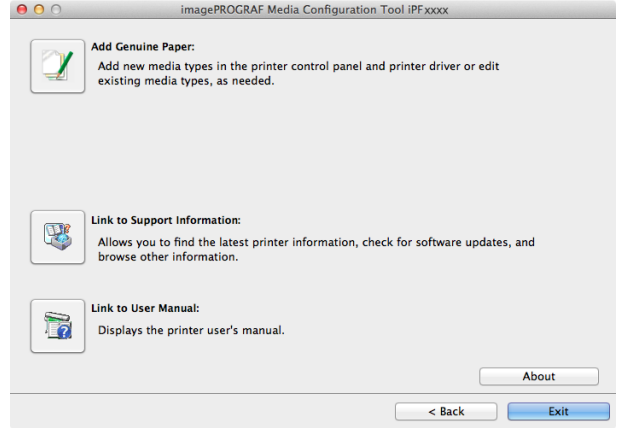 imagePROGRAF Media Configuration Tool iPFxxxx
Add Genuine Paper:
Add new media types in the printer control panel and printer driver or edit
existing media types, as needed.
Link to Support Information:
Allows you to find the latest printer information, check for software updates, and
browse other information.
Link to User Manual:
Displays the printer user's manual.
About
< Back
Exit